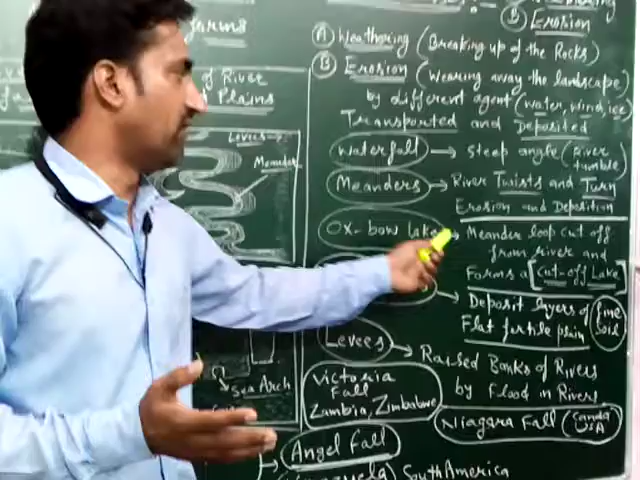 (B) Erosion
(A) Weathering (Breaking up of the Rocks)
(B) Erosion (Wearing away the landscape)
by different agent (water, wind, ice)
Transported and Deposited
Waterfall → Steep angle (River tumble)
Meanders → River Twists and Turn
Erosion and Deposition
Ox-bow lake → Meander loop cut off
from river and
Forms a [Cut-off Lake]
→ Deposit layers of (fine soil)
Flat fertile plain
Levees → Raised Banks of Rivers
by Flood in Rivers
Victoria
Fall
Zambia, Zimbabwe
Niagara Fall (Canda USA)
Angel Fall
South America
of River
Plains
Levees →
Meander
Sea Arch